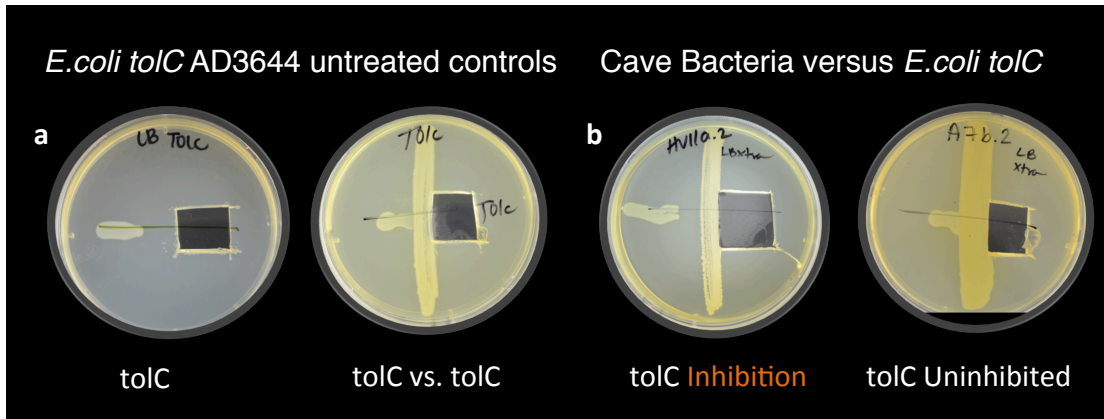 E.coli tolC AD3644 untreated controls
Cave Bacteria versus E.coli tolC
a
LB TOLC
TOlC
TOlC
b
HV11a.2
LBxtra
A7b.2
LB
xtra
tolC
tolC vs. tolC
tolC Inhibition
tolC Uninhibited